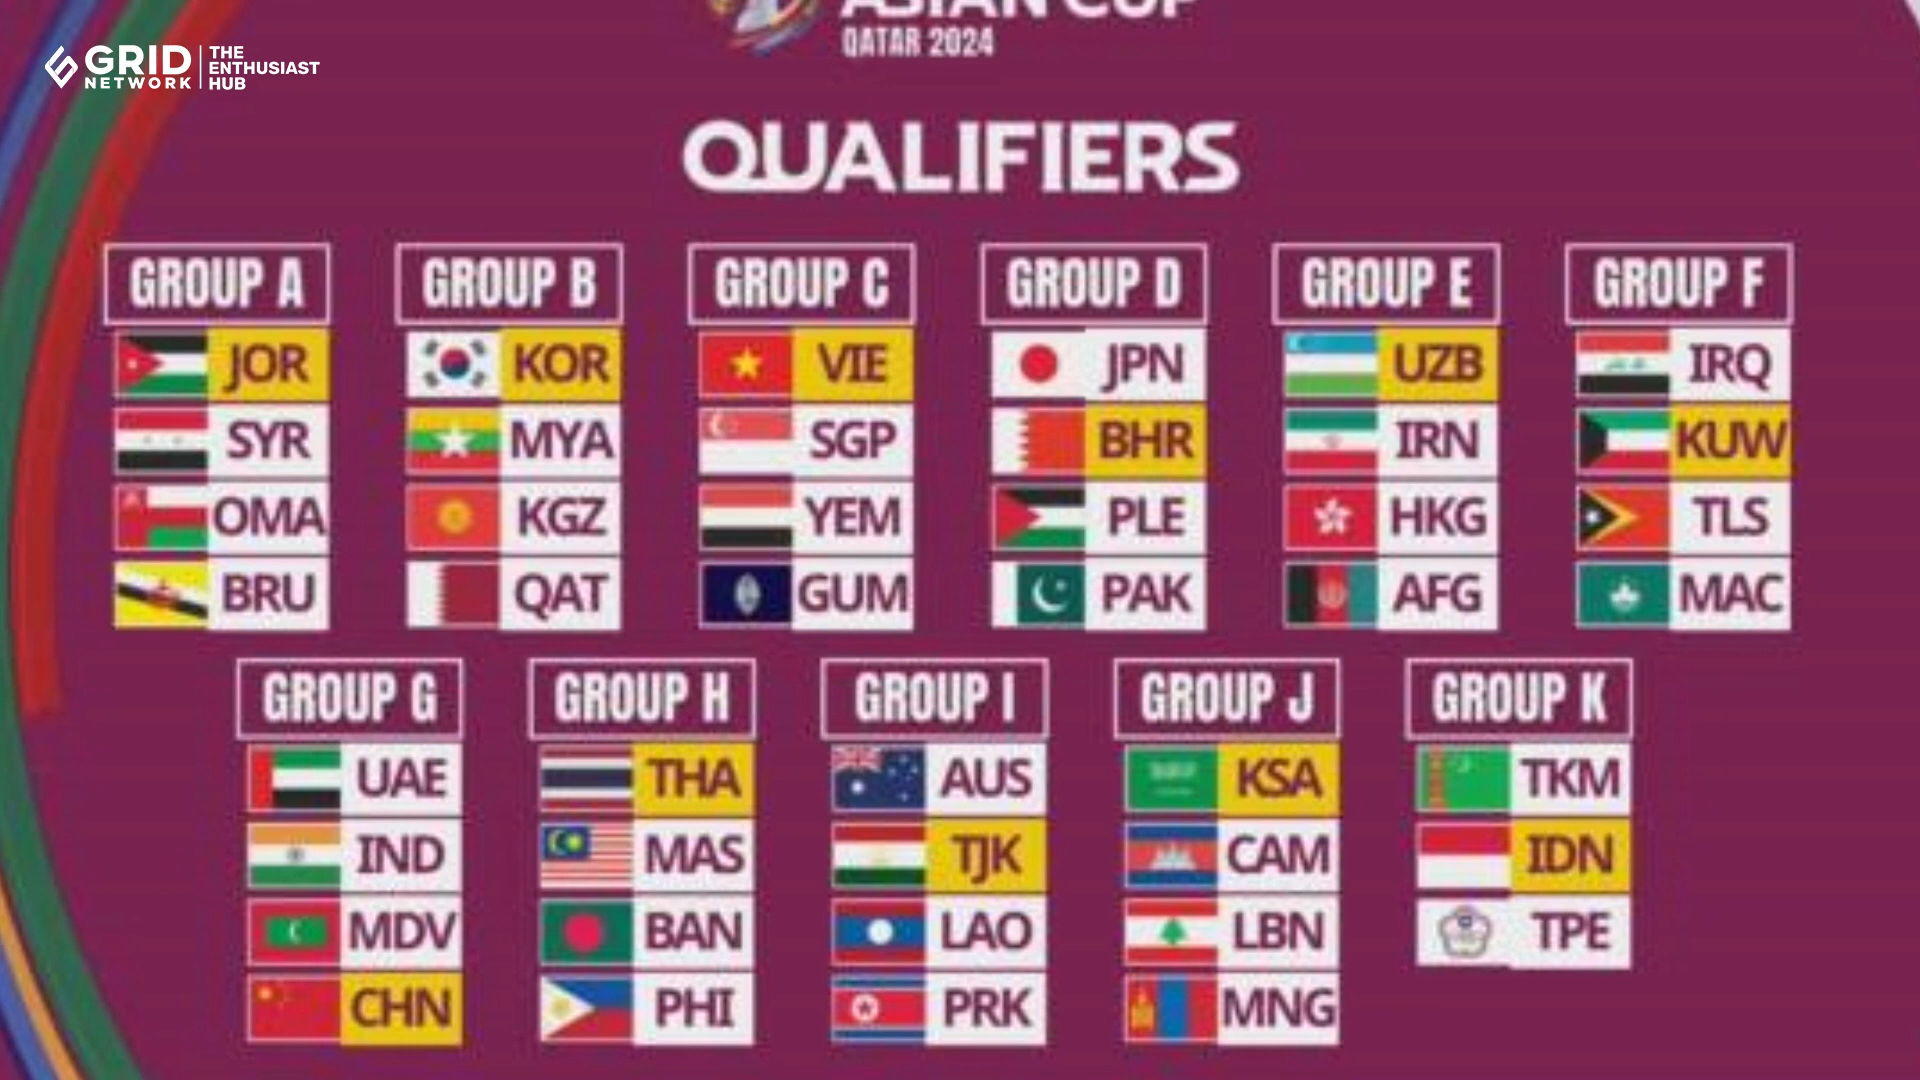 ASIAN CUP
QATAR 2024
GRID NETWORK
THE
ENTHUSIAST
HUB
QUALIFIERS
GROUP A
JOR
SYR
OMA
BRU
GROUP B
KOR
MYA
KGZ
QAT
GROUP C
VIE
SGP
YEM
GUM
GROUP D
JPN
BHR
PLE
PAK
GROUP E
UZB
IRN
HKG
AFG
GROUP F
IRQ
KUW
TLS
MAC
GROUP G
UAE
IND
MDV
CHN
GROUP H
THA
MAS
BAN
PHI
GROUP I
AUS
TJK
LAO
PRK
GROUP J
KSA
CAM
LBN
MNG
GROUP K
TKM
IDN
TPE